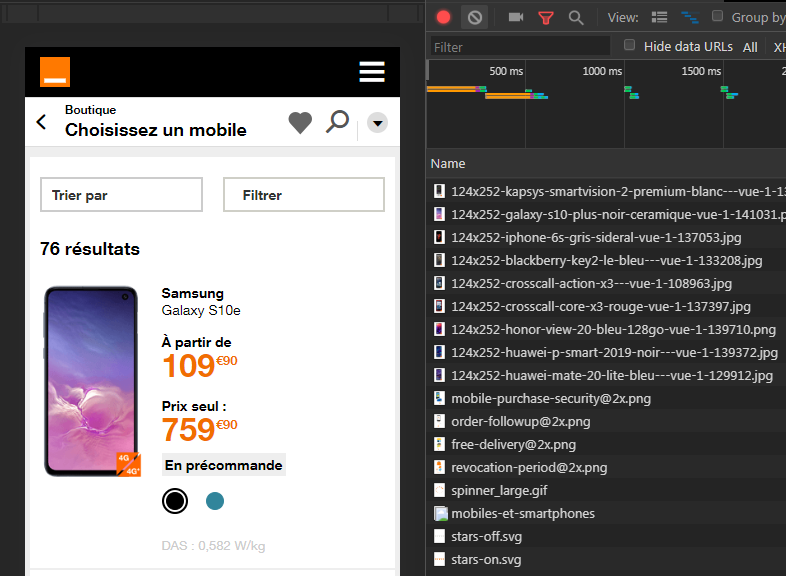 View:
Group by
Filter
Hide data URLs
All
XH
500 ms
1000 ms
1500 ms
2
Boutique
Choisissez un mobile
Trier par
Filtrer
76 résultats
Samsung
Galaxy S10e
À partir de
109€90
Prix seul :
759€90
4G
4G+
En précommande
DAS : 0,582 W/kg
Name
124x252-kapsys-smartvision-2-premium-blanc---vue-1-13
124x252-galaxy-s10-plus-noir-ceramique-vue-1-141031.p
124x252-iphone-6s-gris-sideral-vue-1-137053.jpg
124x252-blackberry-key2-le-bleu---vue-1-133208.jpg
124x252-crosscall-action-x3---vue-1-108963.jpg
124x252-crosscall-core-x3-rouge-vue-1-137397.jpg
124x252-honor-view-20-bleu-128go-vue-1-139710.png
124x252-huawei-p-smart-2019-noir---vue-1-139372.jpg
124x252-huawei-mate-20-lite-bleu---vue-1-129912.jpg
mobile-purchase-security@2x.png
order-followup@2x.png
free-delivery@2x.png
revocation-period@2x.png
spinner_large.gif
mobiles-et-smartphones
stars-off.svg
stars-on.svg